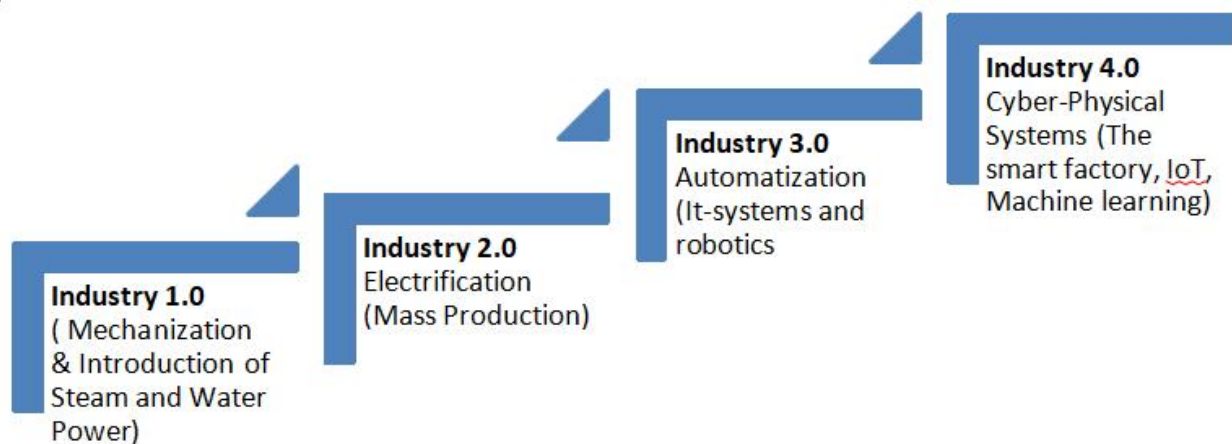 Industry 1.0
( Mechanization
& Introduction of
Steam and Water
Power)
Industry 2.0
Electrification
(Mass Production)
Industry 3.0
Automatization
(It-systems and
robotics
Industry 4.0
Cyber-Physical
Systems (The
smart factory, IoT,
Machine learning)